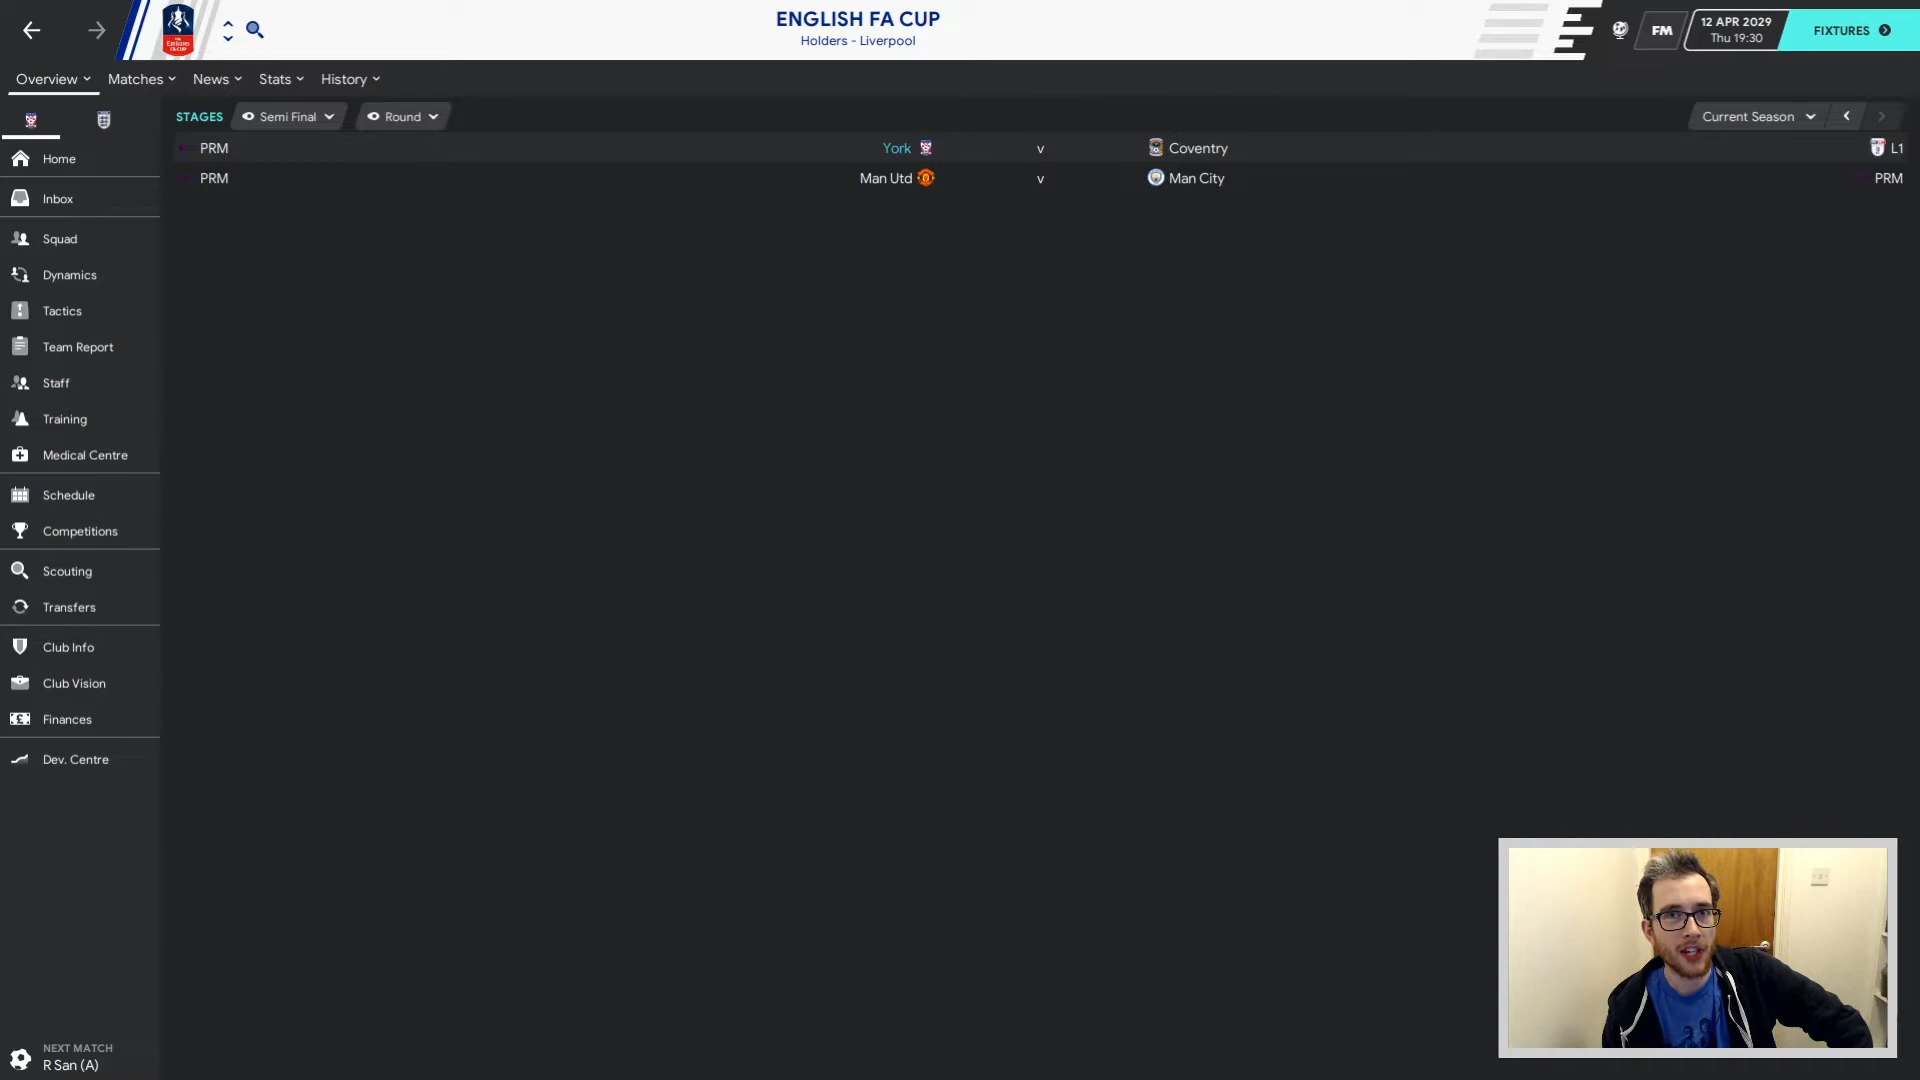 ENGLISH FA CUP
Holders - Liverpool
FM
12 APR 2029
Thu 19:30
FIXTURES
Overview
Matches
News
Stats
History
STAGES
Semi Final
Round
Current Season
PRM York v Coventry L1
PRM Man Utd v Man City PRM
Home
Inbox
Squad
Dynamics
Tactics
Team Report
Staff
Training
Medical Centre
Schedule
Competitions
Scouting
Transfers
Club Info
Club Vision
Finances
Dev. Centre
NEXT MATCH
R San (A)